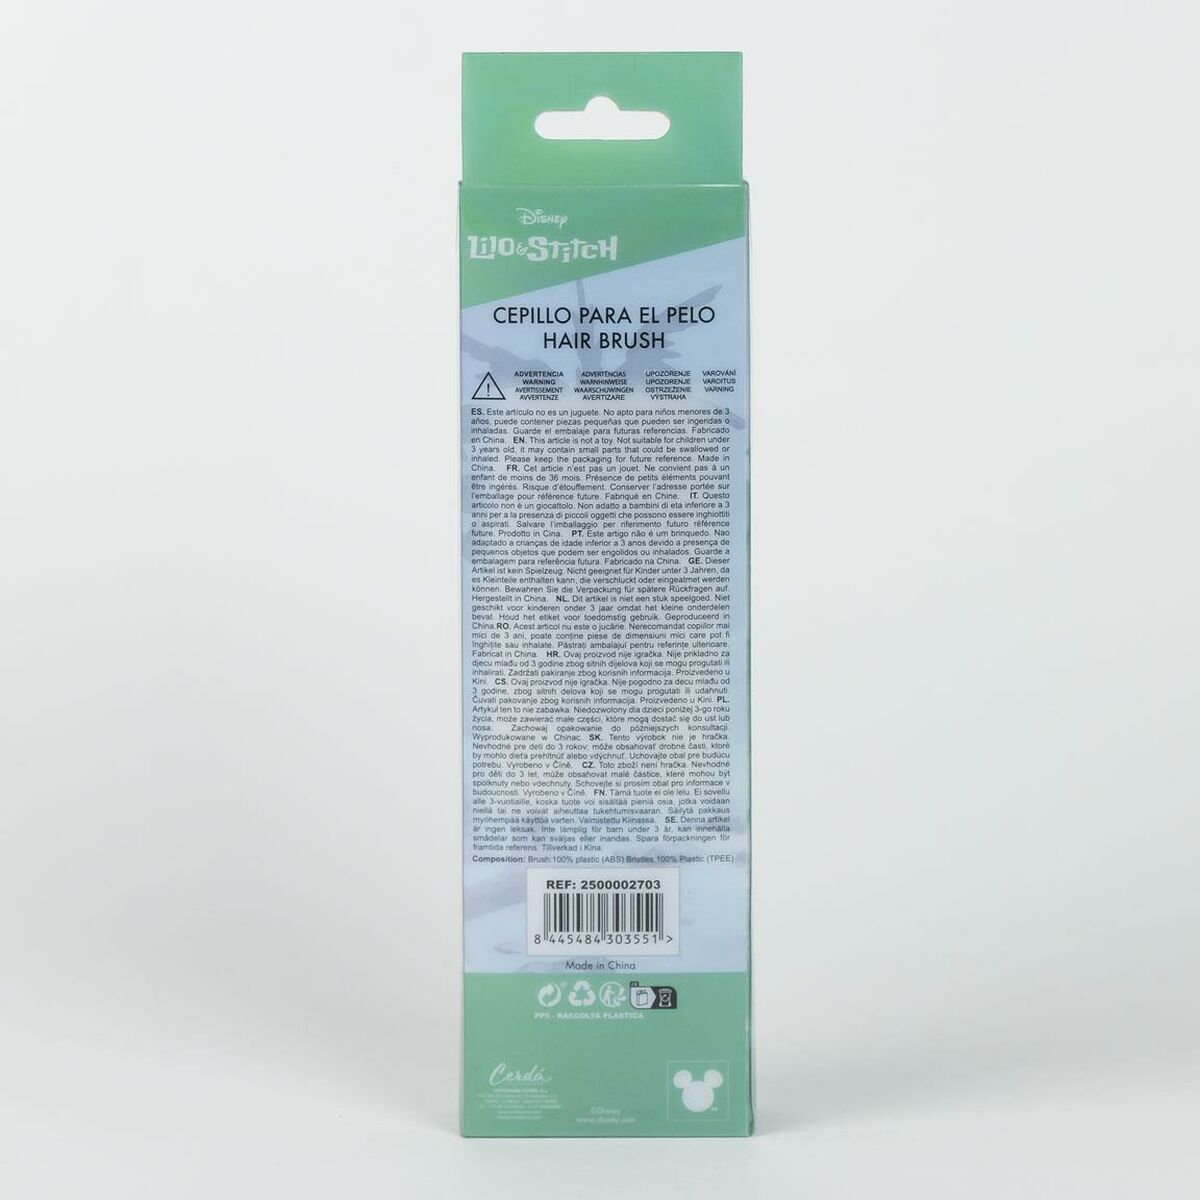 Disney
Lilo & Stitch
CEPILLO PARA EL PELO
HAIR BRUSH
ADVERTENCIA ADVERTÊNCIAS UPOZORENJE VAROVÁNÍ
WARNING WARNHINWEISE UPOZORENJE VAROITUS
AVERTISSEMENT WAARSCHUWINGEN OSTRZEŻENIE VARNING
AVVERTENZE AVERTIZARE VÝSTRAHA
ES. Este artículo no es un juguete. No apto para niños menores de 3
años, puede contener piezas pequeñas que pueden ser ingeridas o
inhaladas. Guarde el embalaje para futuras referencias. Fabricado
en China. EN. This article is not a toy. Not suitable for children under
3 years old, it may contain small parts that could be swallowed or
inhaled. Please keep the packaging for future reference. Made in
China. FR. Cet article n'est pas un jouet. Ne convient pas à un
enfant de moins de 36 mois. Présence de petits éléments pouvant
être ingérés. Risque d'étouffement. Conserver l'adresse portée sur
l'emballage pour référence future. Fabriqué en Chine. IT. Questo
articolo non è un giocattolo. Non adatto a bambini di eta inferiore a 3
anni per a la presenza di piccoli oggetti che possono essere inghiottiti
o aspirati. Salvare l'imballaggio per riferimento futuro référence
future. Prodotto in Cina. PT. Este artigo não é um brinquedo. Nao
adaptado a crianças de idade inferior a 3 anos devido a presença de
pequenos objetos que podem ser engolidos ou inhalados. Guarde a
embalagem para referência futura. Fabricado na China. GE. Dieser
Artikel ist kein Spielzeug. Nicht geeignet für Kinder unter 3 Jahren, da
es Kleinteile enthalten kann, die verschluckt oder eingeatmet werden
können. Bewahren Sie die Verpackung für spätere Rückfragen auf.
Hergestellt in China. NL. Dit artikel is niet een stuk speelgoed. Niet
geschikt voor kinderen onder 3 jaar omdat het kleine onderdelen
bevat. Houd het etiket voor toedomstig gebruik. Geproduceerd in
China.RO. Acest articol nu este o jucărie. Nerecomandat copiilor mai
mici de 3 ani, poate conține piese de dimensiuni mici care pot fi
înghițite sau inhalate. Păstrați ambalajul pentru referințe ulterioare.
Fabricat in China. HR. Ovaj proizvod nije igračka. Nije prikladno za
djecu mlađu od 3 godine zbog sitnih dijelova koji se mogu progutati ili
inhalirati. Zadržati pakiranje zbog korisnih informacija. Proizvedeno u
Kini. CS. Ovaj proizvod nije igračka. Nije pogodno za decu mlađu od
3 godine, zbog sitnih delova koji se mogu progutati ili udahnuti.
Čuvati pakovanje zbog korisnih informacija. Proizvedeno u Kini. PL.
Artykuł ten to nie zabawka. Niedozwolony dla dzieci poniżej 3-go roku
życia, może zawierać małe części, które mogą dostać się do ust lub
nosa. Zachowaj opakowanie do późniejszych konsultacji.
Wyprodukowane w Chinac. SK. Tento výrobok nie je hračka.
Nevhodné pre deti do 3 rokov; môže obsahovať drobné časti, ktoré
by mohlo dieťa prehltnúť alebo vdýchnuť. Uchovajte obal pre budúcu
potrebu. Vyrobeno v Číně. CZ. Toto zboží není hračka. Nevhodné
pro děti do 3 let, může obsahovat malé částice, které mohou být
spolknuty nebo vdechnuty. Schovejte si prosím obal pro informace v
budoucnosti. Vyrobeno v Číně. FN. Tämä tuote ei ole lelu. Ei sovellu
alle 3-vuotiaille, koska tuote voi sisältää pieniä osia, jotka voidaan
niellä tai ne voivat aiheuttaa tukehtumisvaaran. Säilytä pakkaus
myöhempää käyttöä varten. Valmistettu Kiinassa. SE. Denna artikel
är ingen leksak. Inte lämplig för barn under 3 år, kan innehålla
smådelar som kan sväljas eller inandas. Spara förpackningen för
framtida referens. Tillverkad i Kina.
Composition: Brush:100% plastic (ABS) Bristles:100% Plastic (TPEE)
REF: 2500002703
8 445484 303551 >
Made in China
PP5 - RACCOLTA PLASTICA
Cerdá
©Disney
www.disney.com